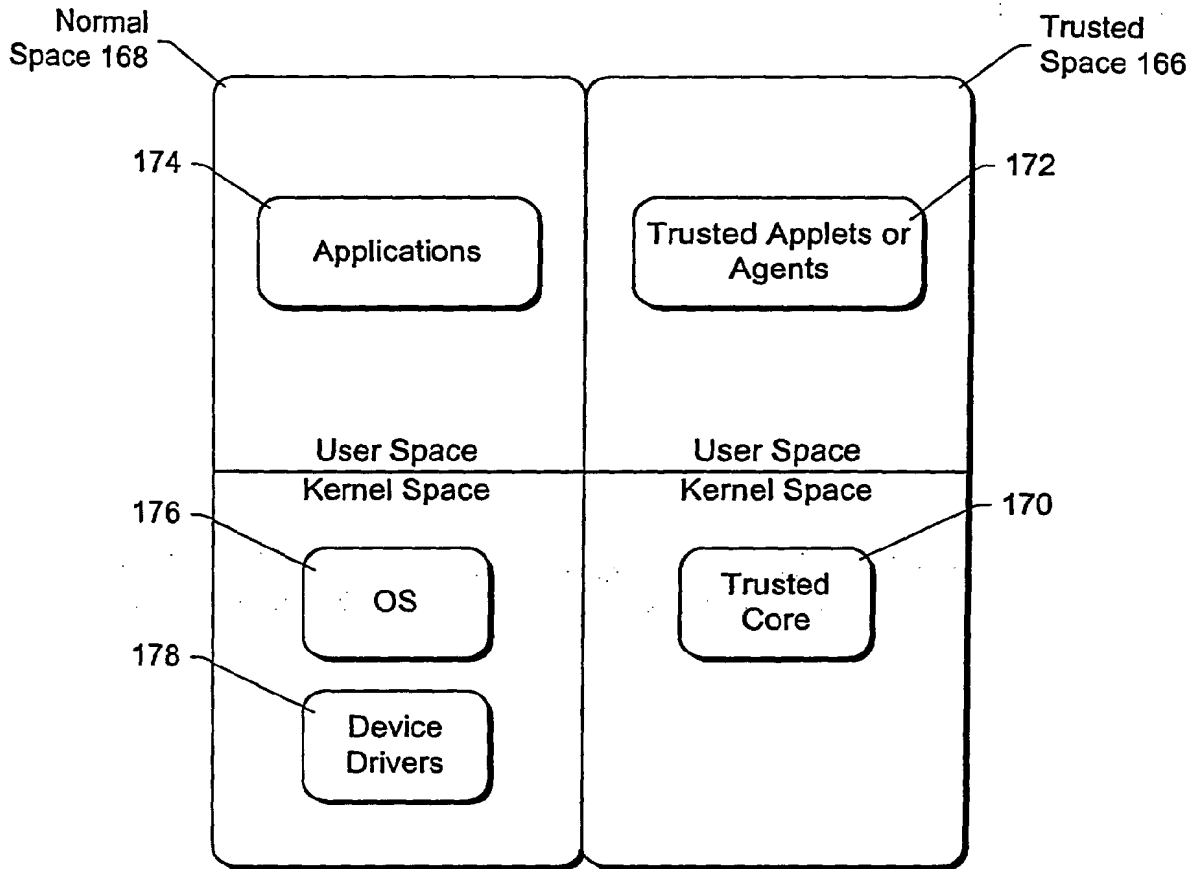 Normal
Space 168
Trusted
Space 166
174
172
Applications
Trusted Applets or
Agents
User Space
User Space
Kernel Space
Kernel Space
176
170
OS
Trusted
Core
178
Device
Drivers